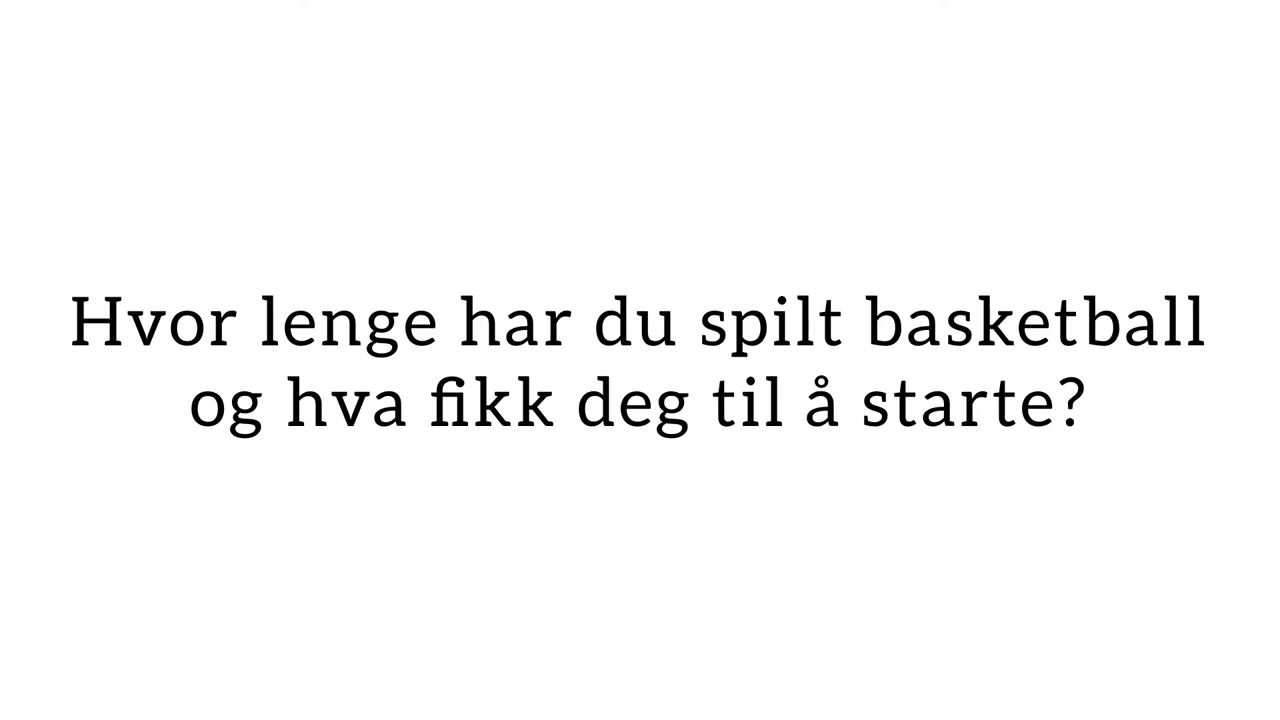 Hvor lenge har du spilt basketball
og hva fikk deg til å starte?